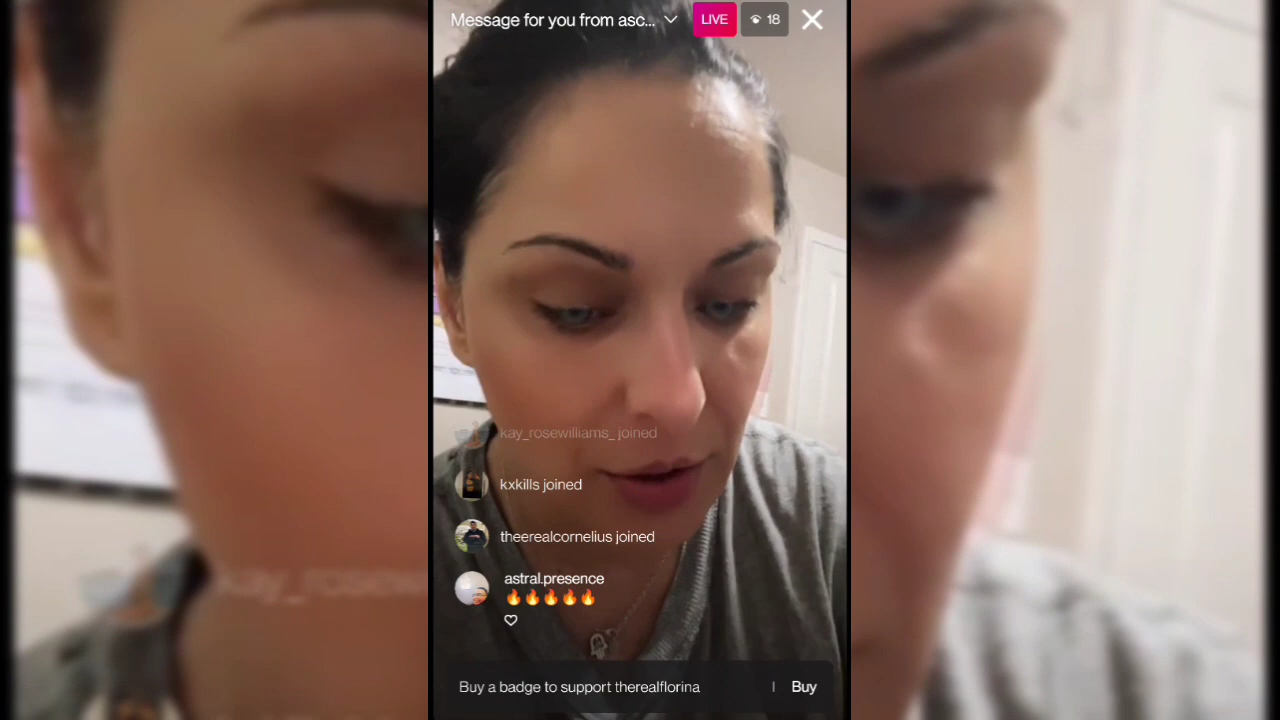 Message for you from asc...
LIVE
18
kay_rosewilliams_ joined
kxkills joined
theerealcornelius joined
astral.presence
🔥🔥🔥🔥🔥
Buy a badge to support therealflorina | Buy